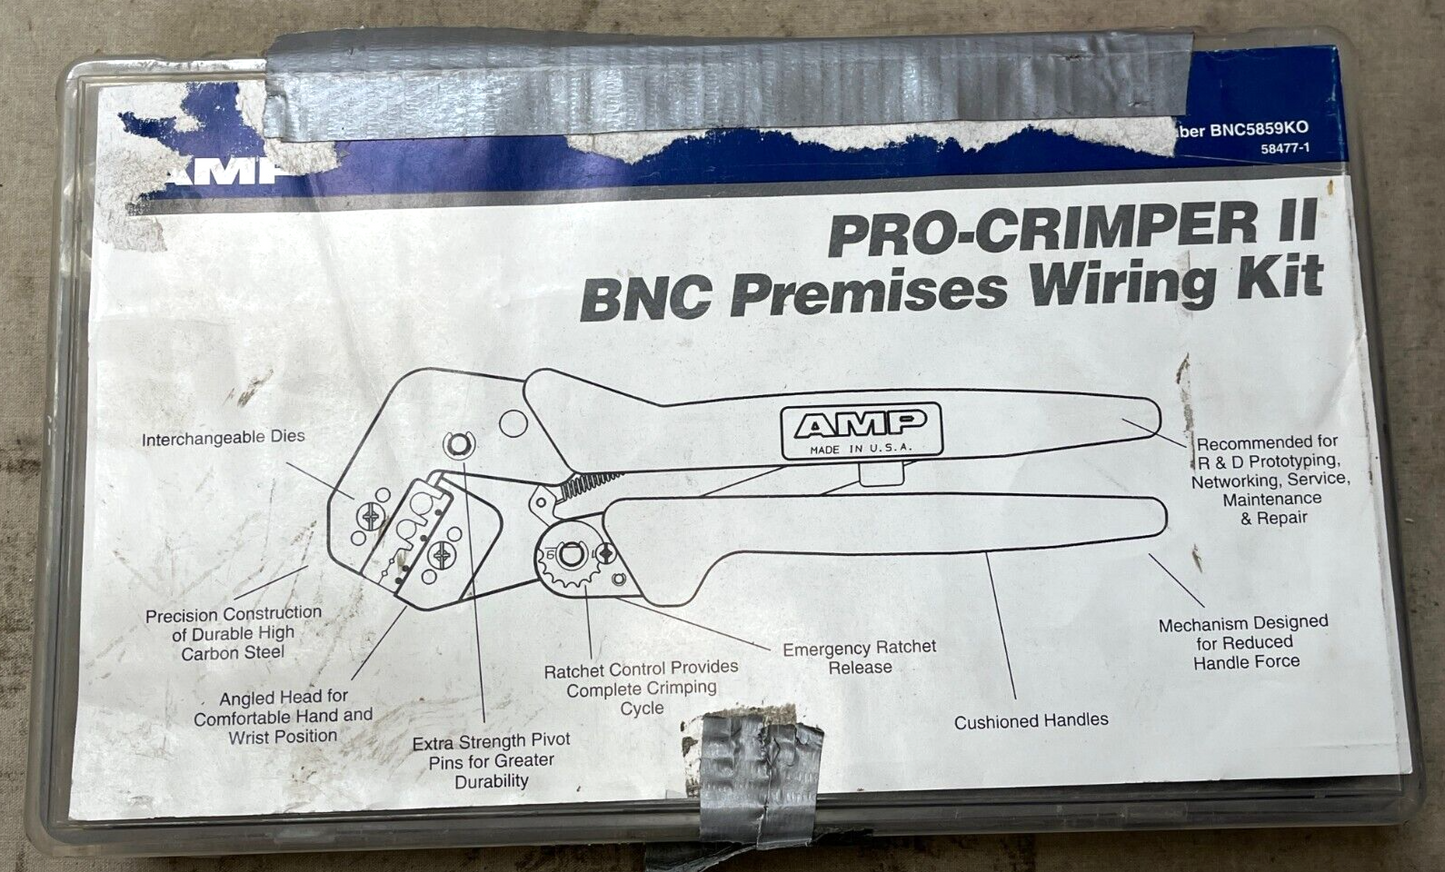 AMP
BNC5859KO
58477-1
PRO-CRIMPER II
BNC Premises Wiring Kit
AMP
MADE IN U.S.A.
Interchangeable Dies
Recommended for
R & D Prototyping,
Networking, Service,
Maintenance
& Repair
Precision Construction
of Durable High
Carbon Steel
Angled Head for
Comfortable Hand and
Wrist Position
Extra Strength Pivot
Pins for Greater
Durability
Ratchet Control Provides
Complete Crimping
Cycle
Emergency Ratchet
Release
Cushioned Handles
Mechanism Designed
for Reduced
Handle Force